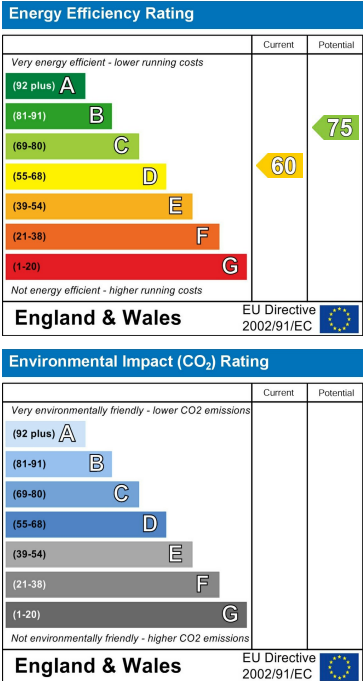 Energy Efficiency Rating
Current Potential
Very energy efficient - lower running costs
(92 plus) A
(81-91) B
(69-80) C
(55-68) D
(39-54) E
(21-38) F
(1-20) G
60
75
Not energy efficient - higher running costs
England & Wales
EU Directive
2002/91/EC
Environmental Impact (CO₂) Rating
Current Potential
Very environmentally friendly - lower CO2 emissions
(92 plus) A
(81-91) B
(69-80) C
(55-68) D
(39-54) E
(21-38) F
(1-20) G
Not environmentally friendly - higher CO2 emissions
England & Wales
EU Directive
2002/91/EC